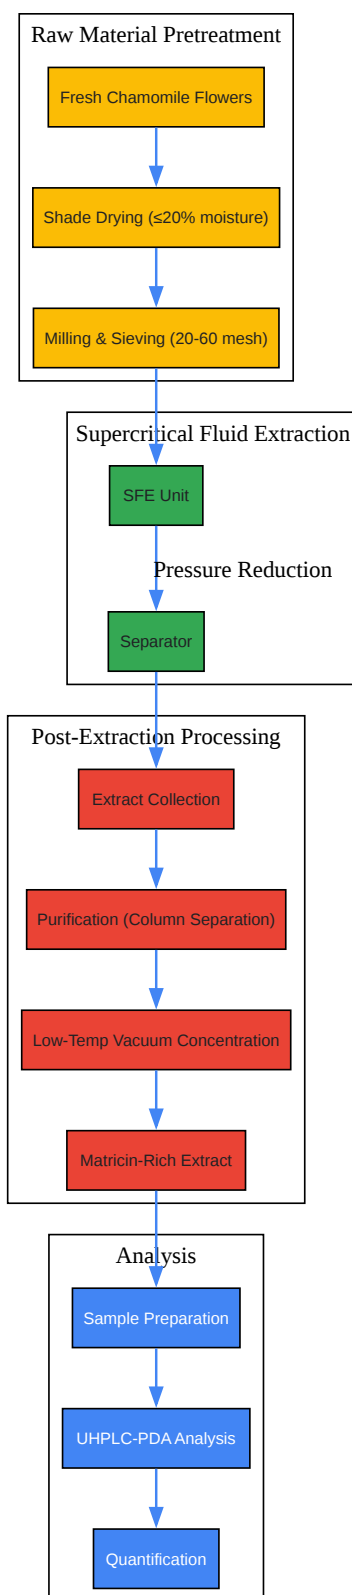 Raw Material Pretreatment
Fresh Chamomile Flowers
Shade Drying (≤20% moisture)
Milling & Sieving (20-60 mesh)
Supercritical Fluid Extraction
SFE Unit
Pressure Reduction
Separator
Post-Extraction Processing
Extract Collection
Purification (Column Separation)
Low-Temp Vacuum Concentration
Matricin-Rich Extract
Analysis
Sample Preparation
UHPLC-PDA Analysis
Quantification